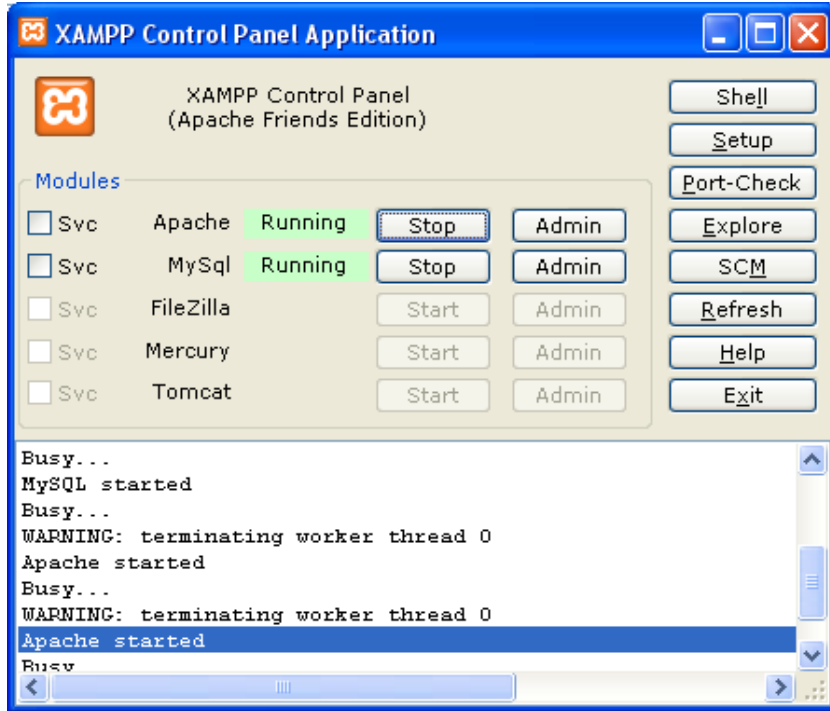 XAMPP Control Panel Application
XAMPP Control Panel
(Apache Friends Edition)
Shell
Setup
Port-Check
Explore
SCM
Refresh
Help
Exit
Modules
Svc Apache Running Stop Admin
Svc MySql Running Stop Admin
Svc FileZilla Start Admin
Svc Mercury Start Admin
Svc Tomcat Start Admin
Busy...
MySQL started
Busy...
WARNING: terminating worker thread 0
Apache started
Busy...
WARNING: terminating worker thread 0
Apache started
Busy